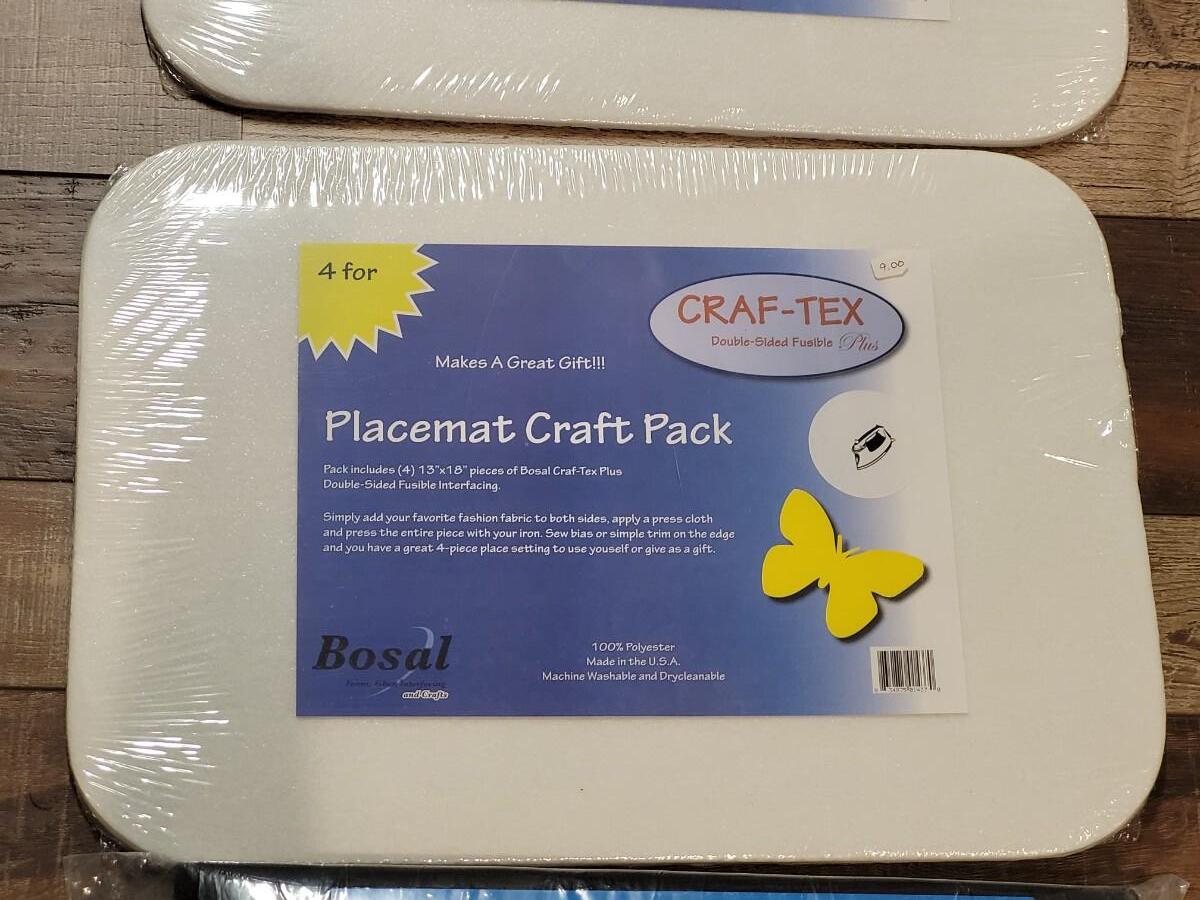 4 for
9.00
CRAF-TEX
Double-Sided Fusible Plus
Makes A Great Gift!!!
Placemat Craft Pack
Pack includes (4) 13"x18" pieces of Bosal Craf-Tex Plus
Double-Sided Fusible Interfacing.
Simply add your favorite fashion fabric to both sides, apply a press cloth
and press the entire piece with your iron. Sew bias or simple trim on the edge
and you have a great 4-piece place setting to use youself or give as a gift.
Bosal
and Crafts
100% Polyester
Made in the U.S.A.
Machine Washable and Drycleanable